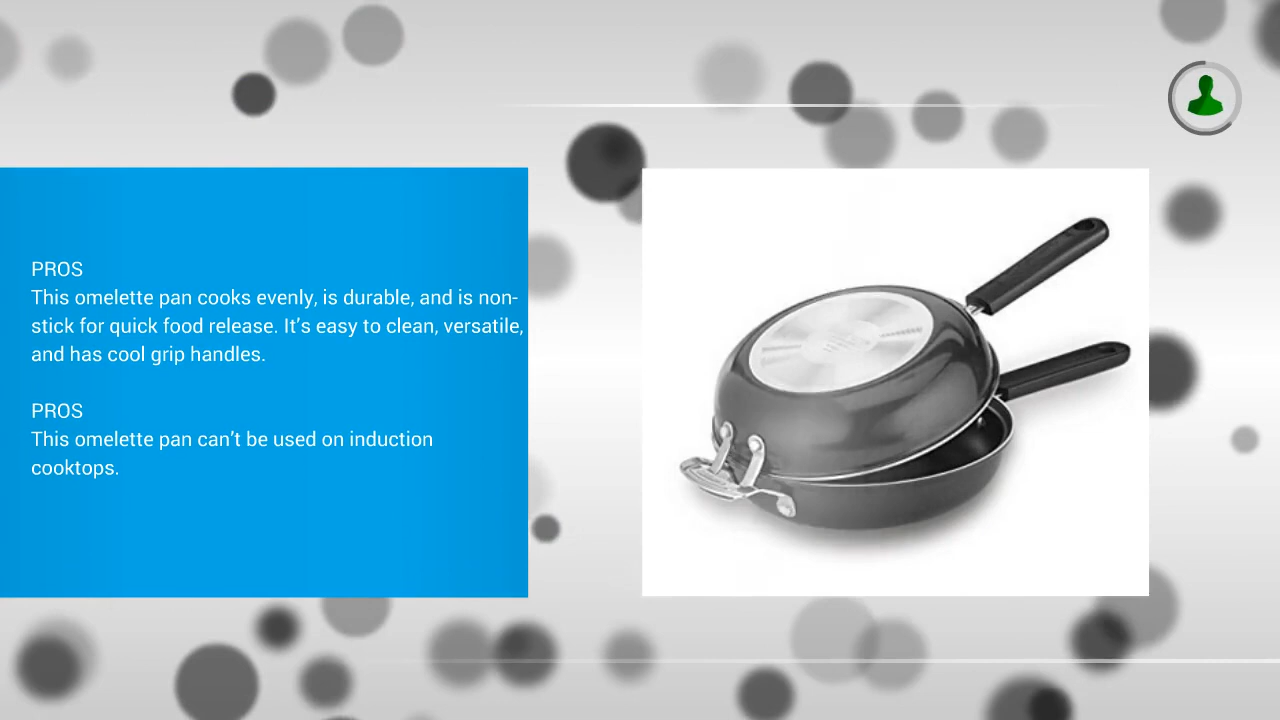 PROS
This omelette pan cooks evenly, is durable, and is non-
stick for quick food release. It’s easy to clean, versatile,
and has cool grip handles.
PROS
This omelette pan can’t be used on induction
cooktops.